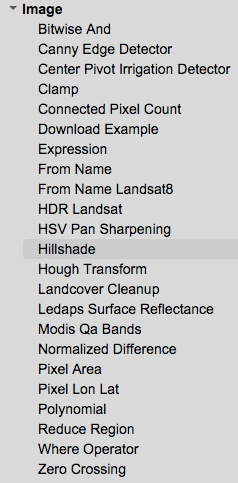 Image
Bitwise And
Canny Edge Detector
Center Pivot Irrigation Detector
Clamp
Connected Pixel Count
Download Example
Expression
From Name
From Name Landsat8
HDR Landsat
HSV Pan Sharpening
Hillshade
Hough Transform
Landcover Cleanup
Ledaps Surface Reflectance
Modis Qa Bands
Normalized Difference
Pixel Area
Pixel Lon Lat
Polynomial
Reduce Region
Where Operator
Zero Crossing